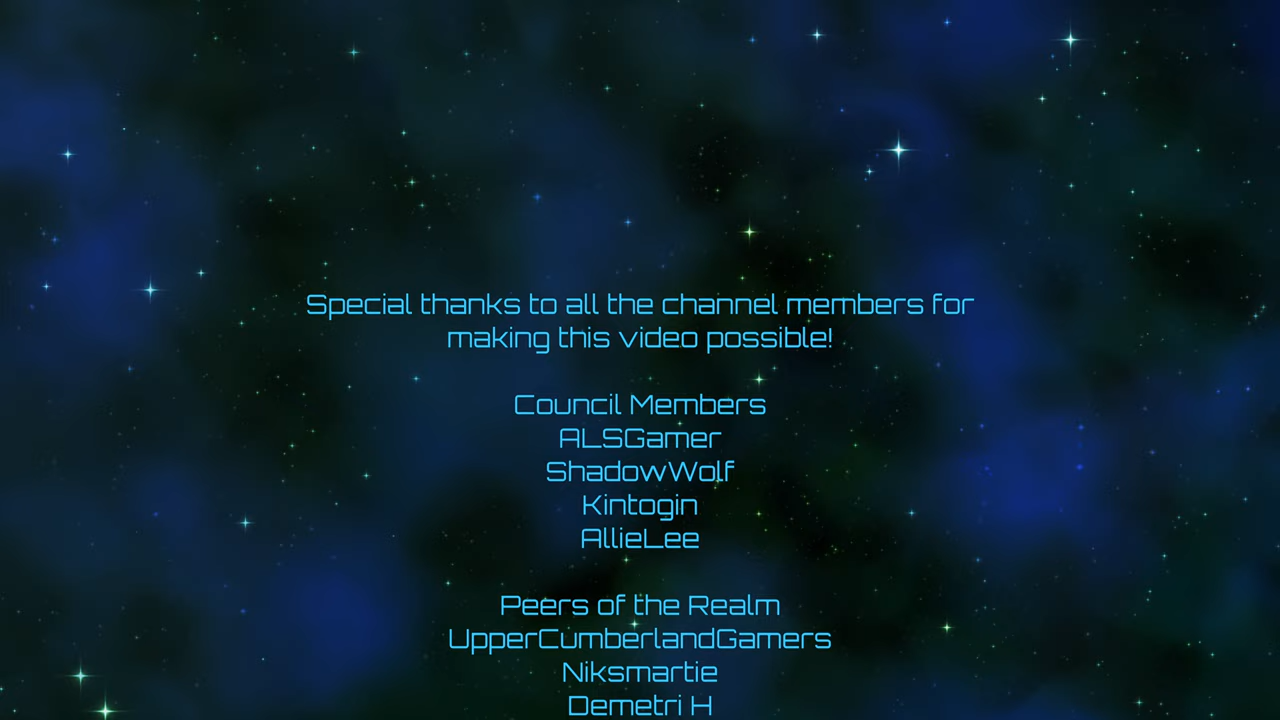 Special thanks to all the channel members for
making this video possible!
Council Members
ALSGamer
ShadowWolf
Kintogin
AllieLee
Peers of the Realm
UpperCumberlandGamers
Niksmartie
Demetri H